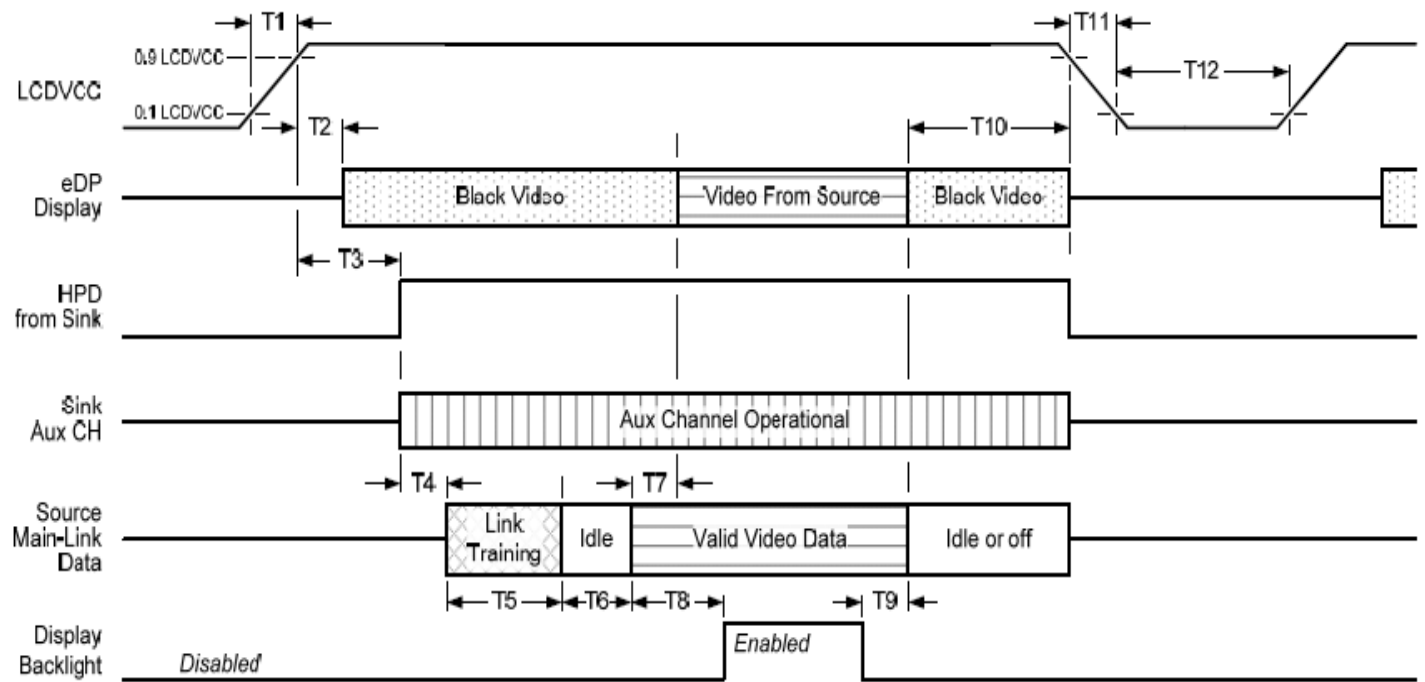 T1
T11
0.9 LCDVCC
T12
LCDVCC
0.1 LCDVCC
T2
T10
eDP
Display
Black Video
Video From Source
Black Video
T3
HPD
from Sink
Sink
Aux CH
Aux Channel Operational
T4
T7
Source
Main-Link
Data
Link
Training
Idle
Valid Video Data
Idle or off
T5
T6
T8
T9
Display
Backlight
Disabled
Enabled